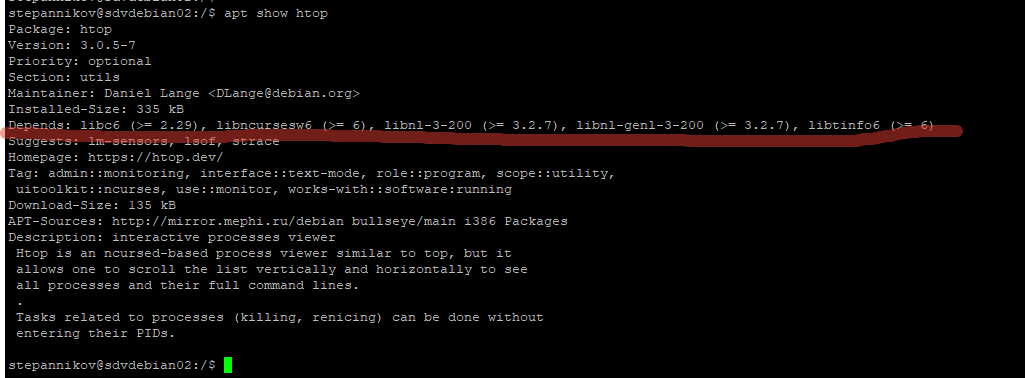 stepannikov@sdvdebian02:/$ apt show htop
Package: htop
Version: 3.0.5-7
Priority: optional
Section: utils
Maintainer: Daniel Lange <DLange@debian.org>
Installed-Size: 335 kB
Depends: libc6 (>= 2.29), libncursesw6 (>= 6), libnl-3-200 (>= 3.2.7), libnl-genl-3-200 (>= 3.2.7), libtinfo6 (>= 6)
Suggests: lm-sensors, lsof, strace
Homepage: https://htop.dev/
Tag: admin::monitoring, interface::text-mode, role::program, scope::utility,
 uitoolkit::ncurses, use::monitor, works-with::software:running
Download-Size: 135 kB
APT-Sources: http://mirror.mephi.ru/debian bullseye/main i386 Packages
Description: interactive processes viewer
 Htop is an ncursed-based process viewer similar to top, but it
 allows one to scroll the list vertically and horizontally to see
 all processes and their full command lines.
 .
 Tasks related to processes (killing, renicing) can be done without
 entering their PIDs.
stepannikov@sdvdebian02:/$